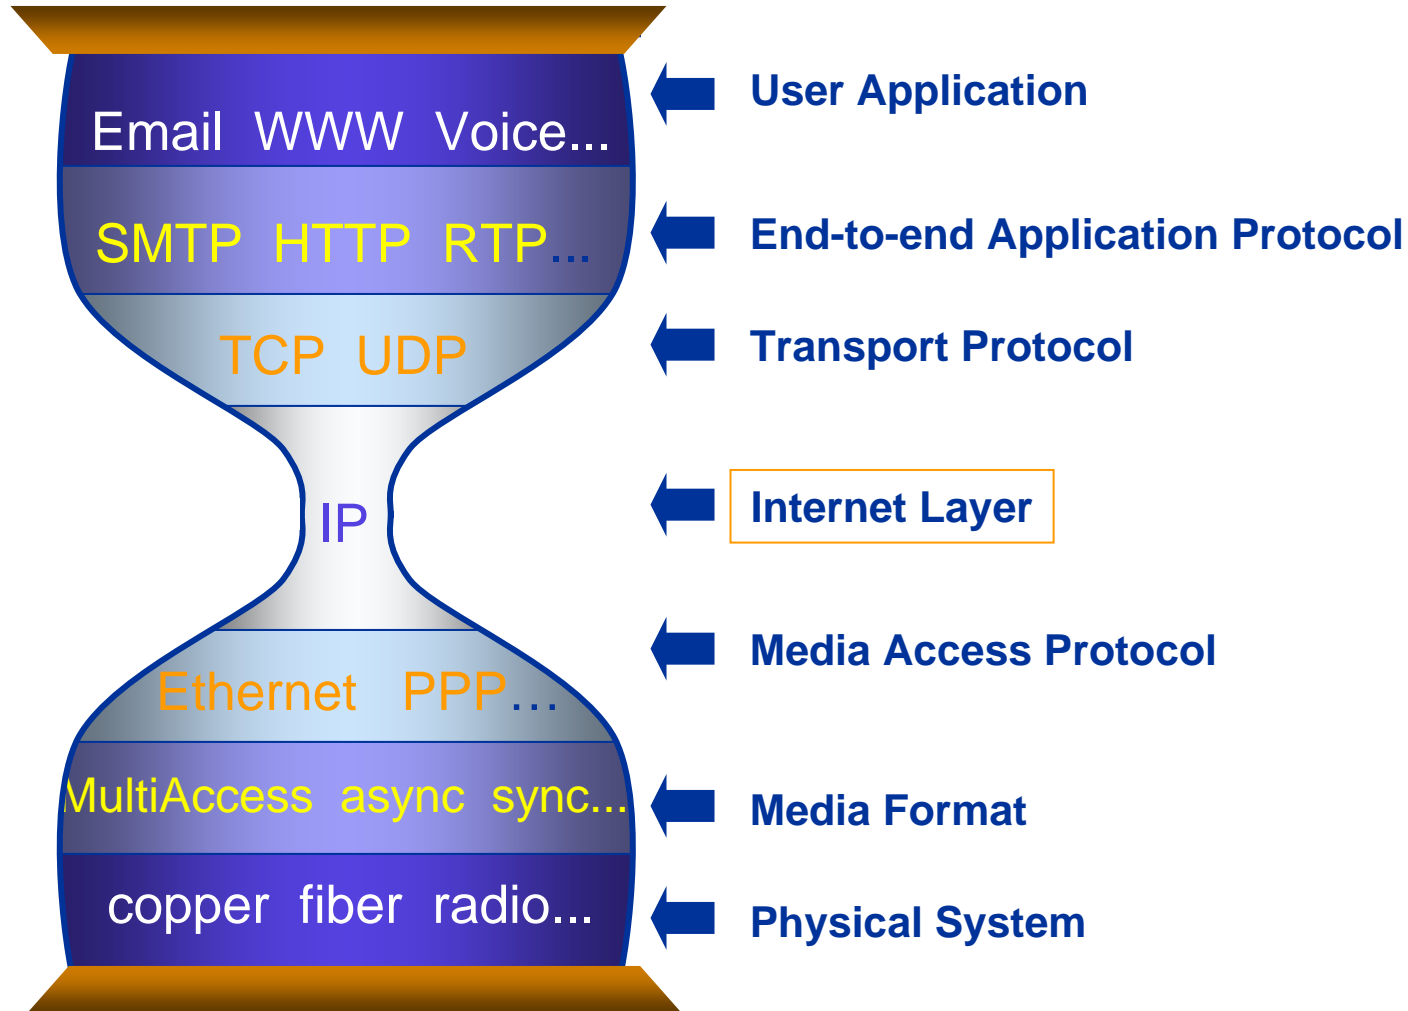 Email WWW Voice...
User Application
SMTP HTTP RTP...
End-to-end Application Protocol
TCP UDP
Transport Protocol
IP
Internet Layer
Ethernet PPP…
Media Access Protocol
MultiAccess async sync...
Media Format
copper fiber radio...
Physical System